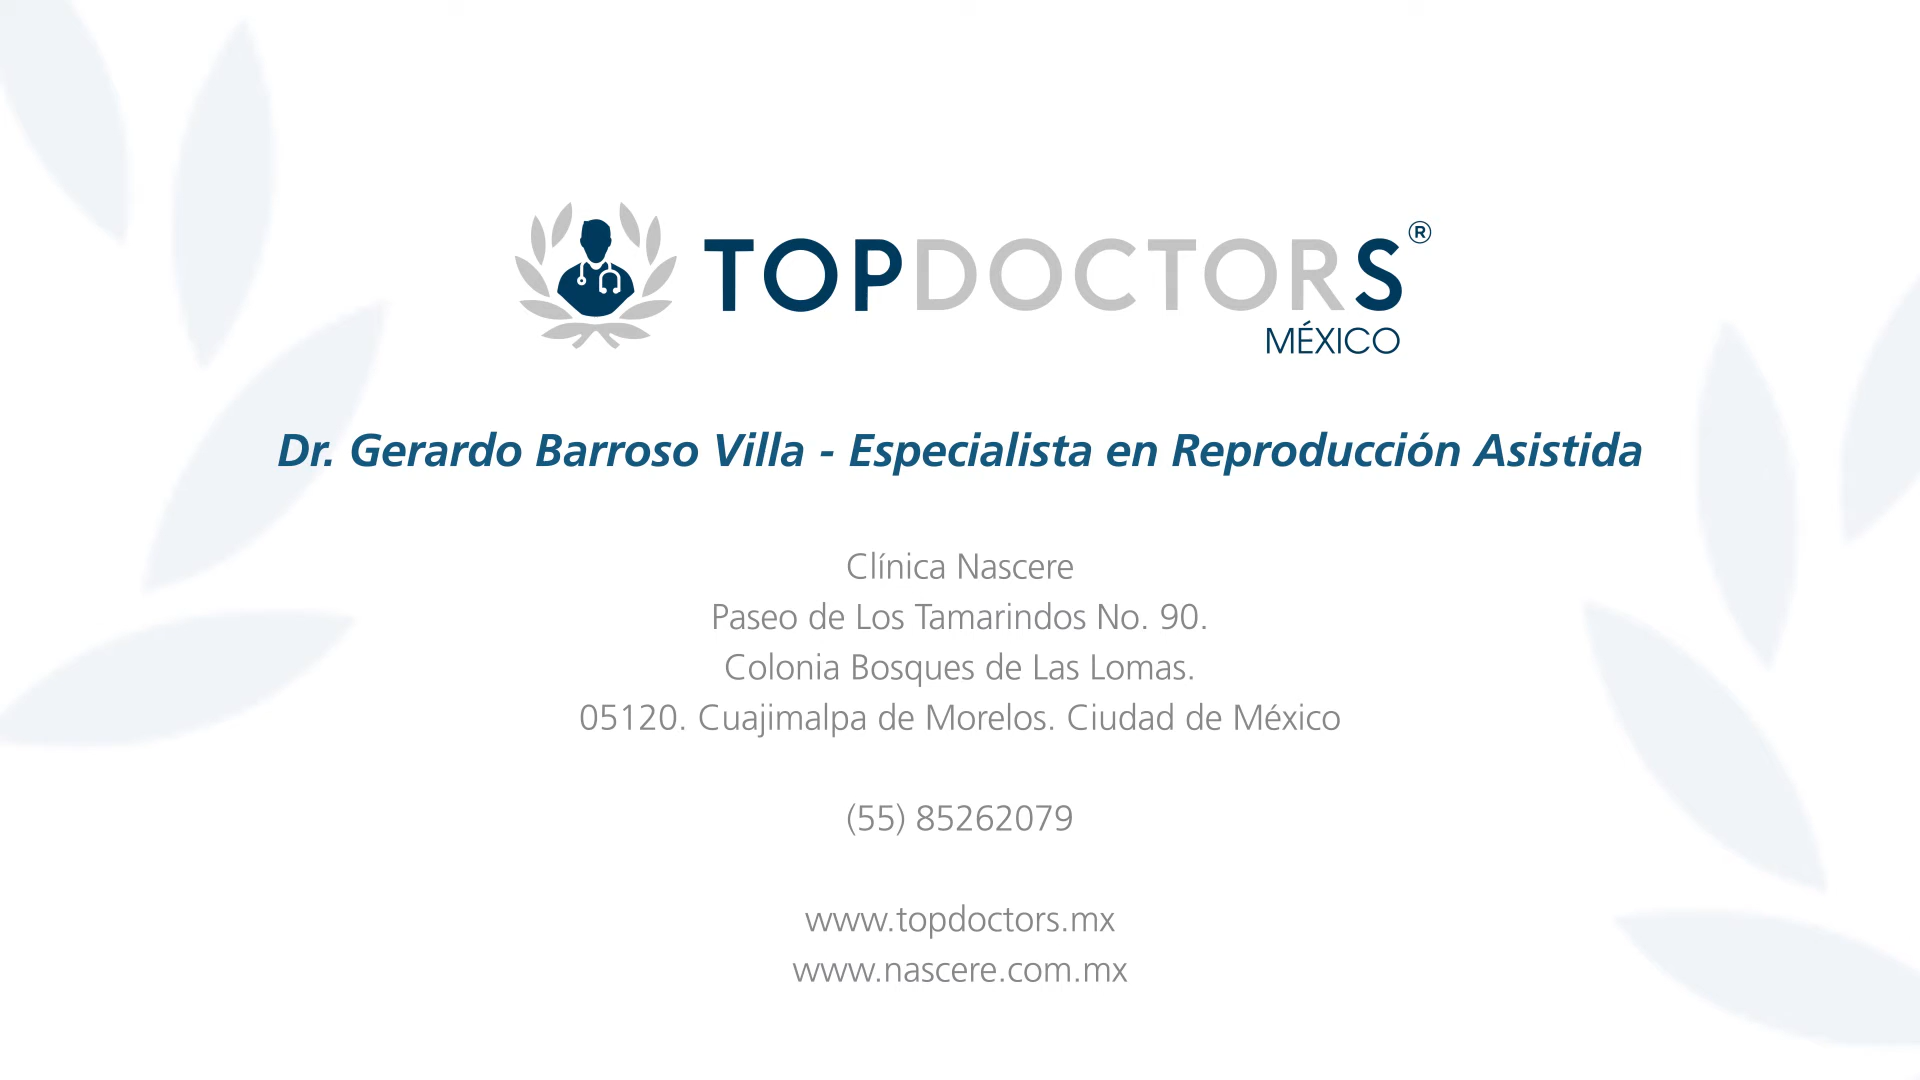 TOPDOCTORS®
MÉXICO
Dr. Gerardo Barroso Villa - Especialista en Reproducción Asistida
Clínica Nascere
Paseo de Los Tamarindos No. 90.
Colonia Bosques de Las Lomas.
05120. Cuajimalpa de Morelos. Ciudad de México
(55) 85262079
www.topdoctors.mx
www.nascere.com.mx